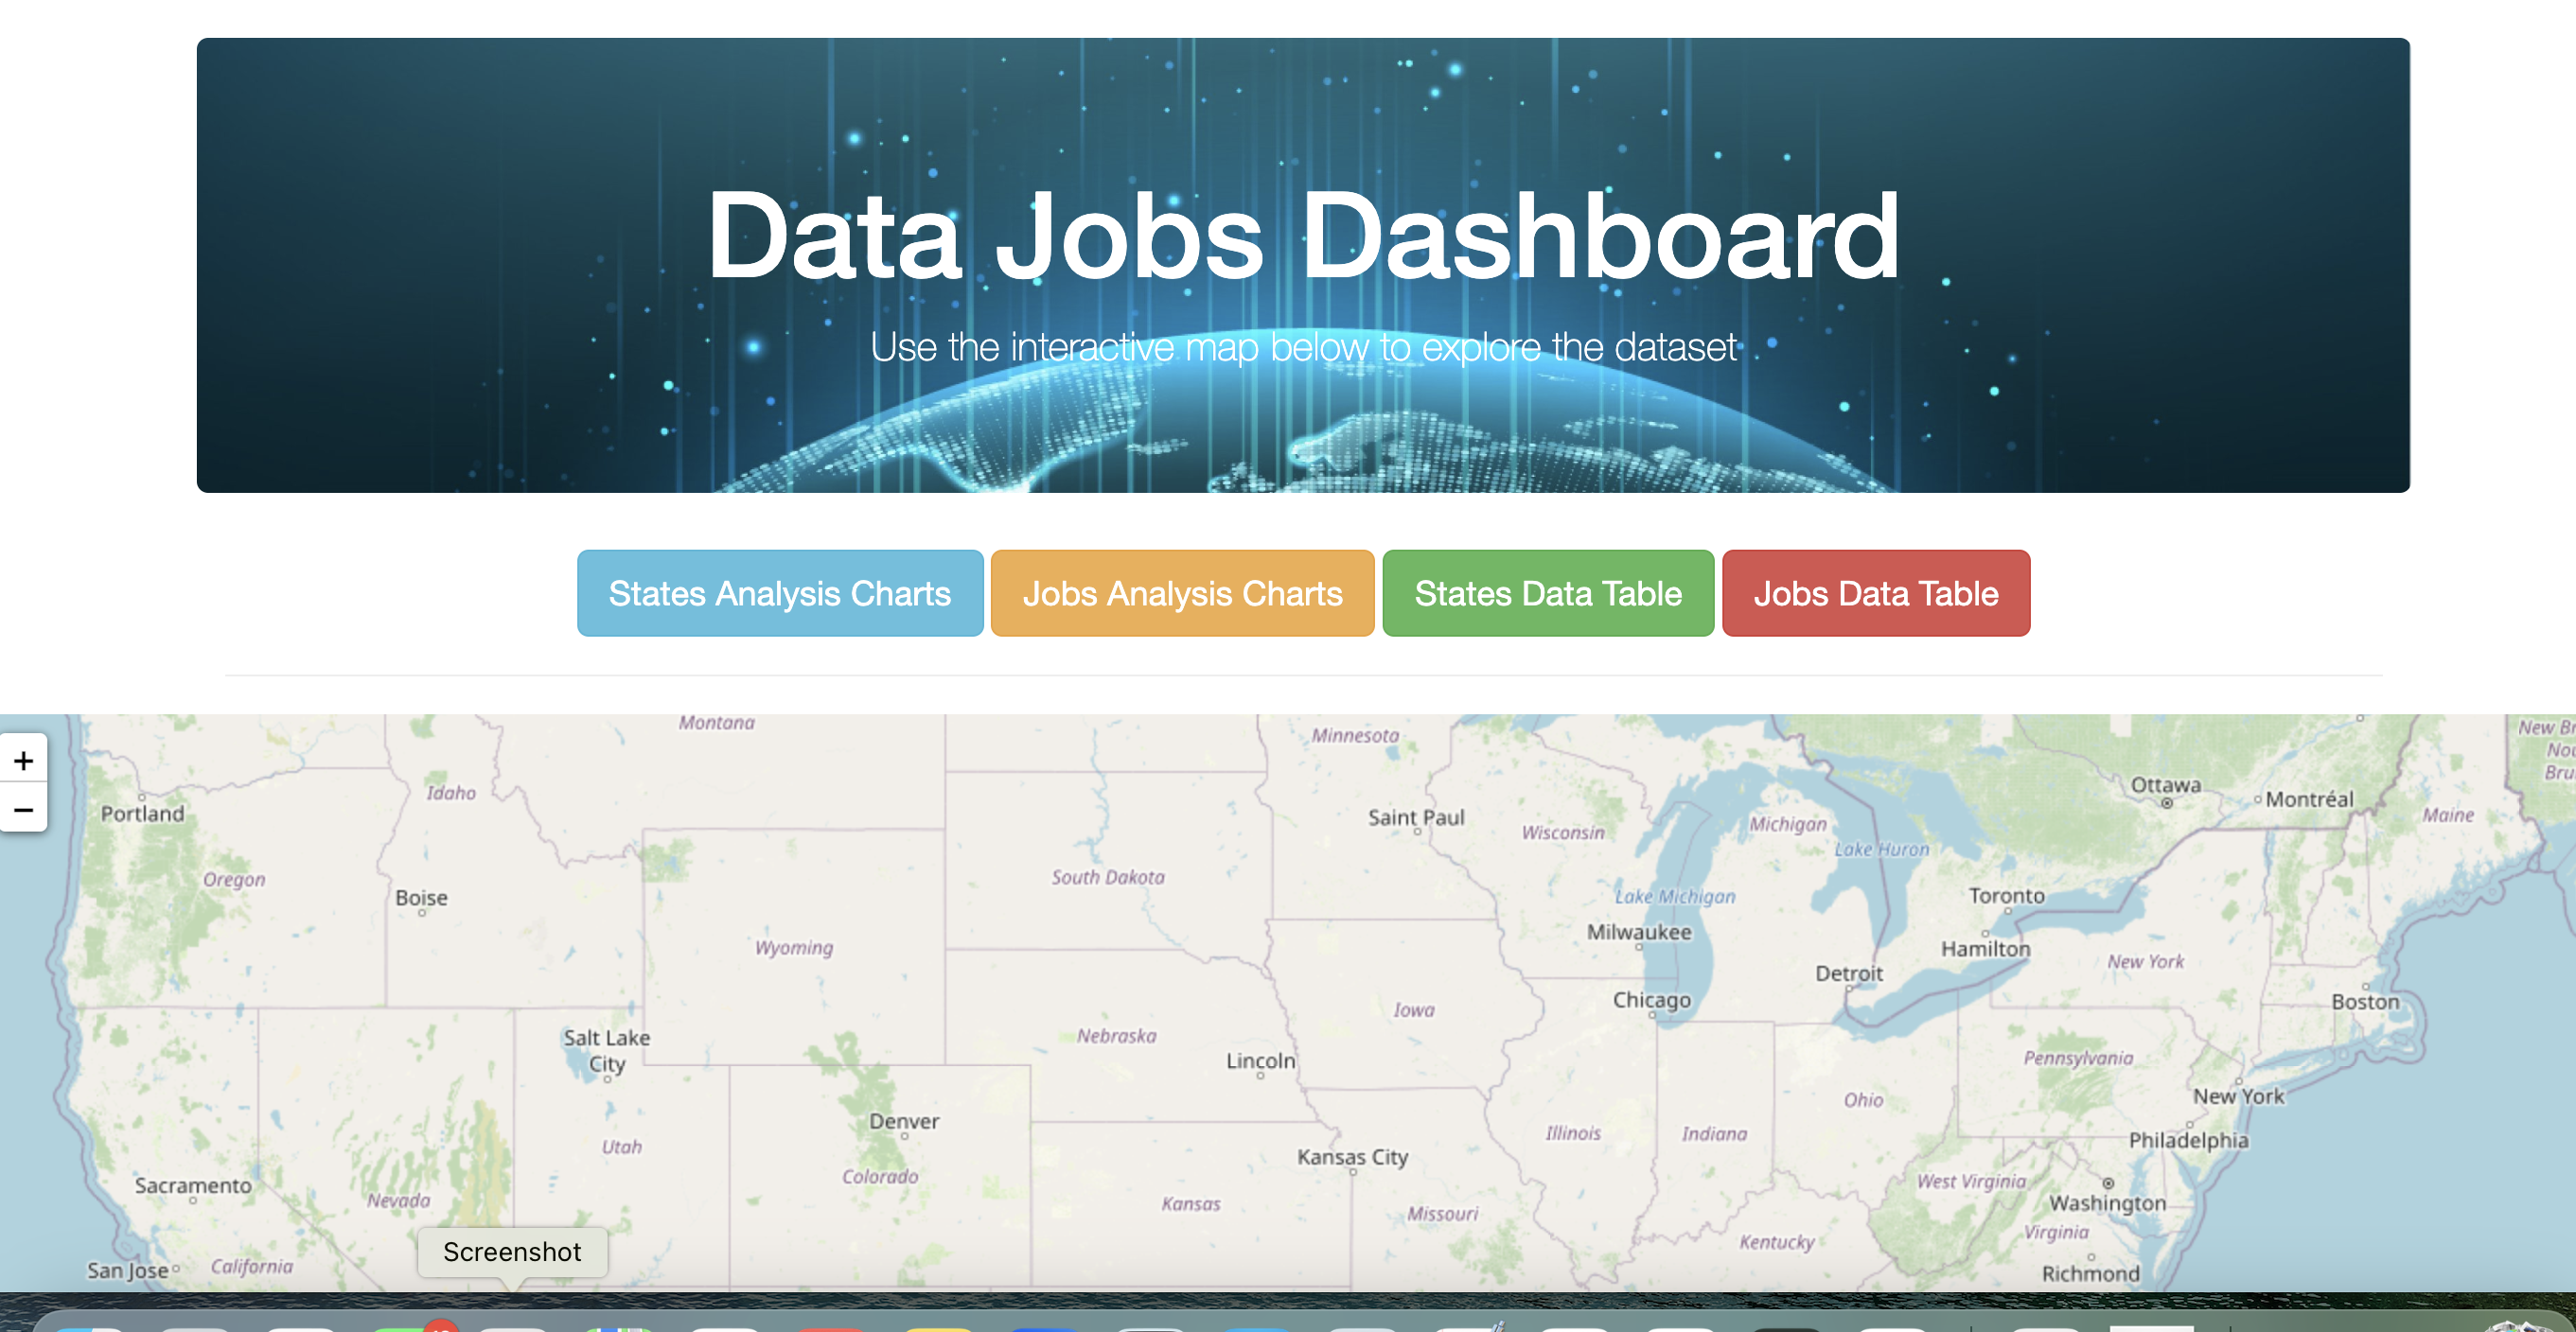 Data Jobs Dashboard
Use the interactive map below to explore the dataset
States Analysis Charts
Jobs Analysis Charts
States Data Table
Jobs Data Table
+
−
Montana
Minnesota
Idaho
Portland
Saint Paul
Wisconsin
Michigan
Ottawa
Montréal
Maine
Lake Huron
Oregon
Boise
South Dakota
Lake Michigan
Toronto
Wyoming
Milwaukee
Hamilton
New York
Detroit
Chicago
Boston
Iowa
Salt Lake
City
Nebraska
Lincoln
Pennsylvania
New York
Ohio
Denver
Utah
Illinois
Indiana
Philadelphia
Kansas City
Colorado
Sacramento
Nevada
Kansas
Missouri
West Virginia
Washington
Virginia
Kentucky
Screenshot
San Jose
California
Richmond